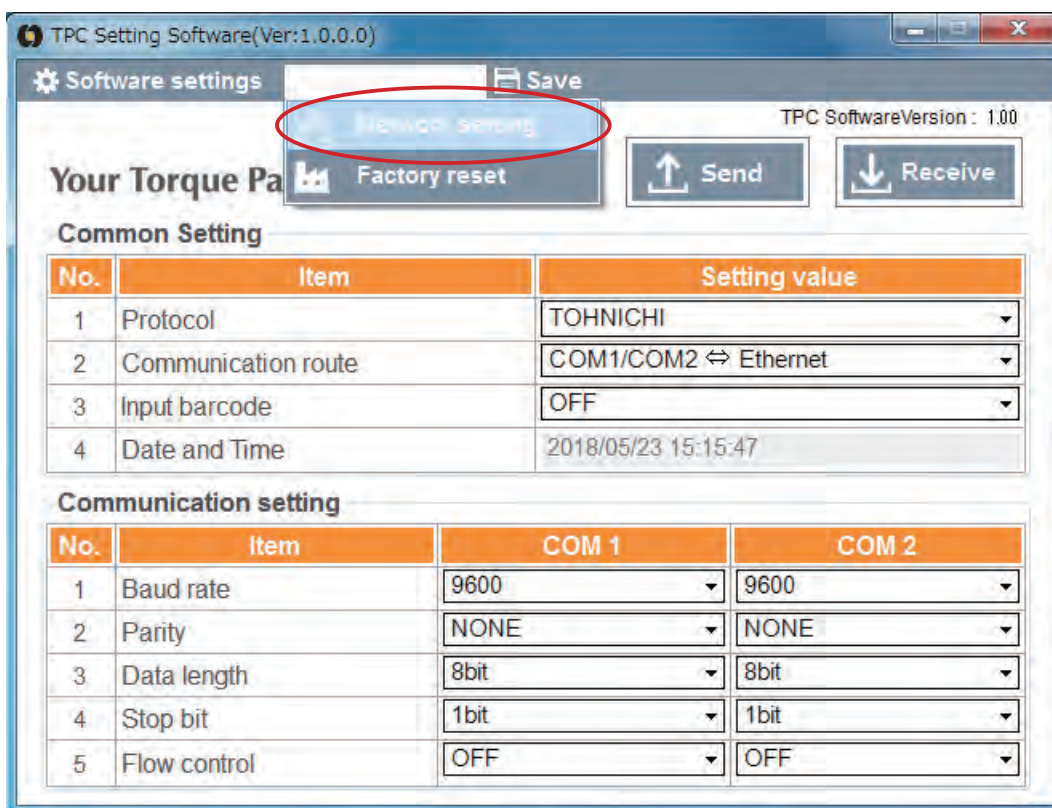 TPC Setting Software(Ver:1.0.0.0)
Software settings Save
Network setting
TPC SoftwareVersion : 1.00
Factory reset
Your Torque Pa
Send Receive
Common Setting
No. Item Setting value
1 Protocol TOHNICHI
2 Communication route COM1/COM2 ⇔ Ethernet
3 Input barcode OFF
4 Date and Time 2018/05/23 15:15:47
Communication setting
No. Item COM 1 COM 2
1 Baud rate 9600 9600
2 Parity NONE NONE
3 Data length 8bit 8bit
4 Stop bit 1bit 1bit
5 Flow control OFF OFF